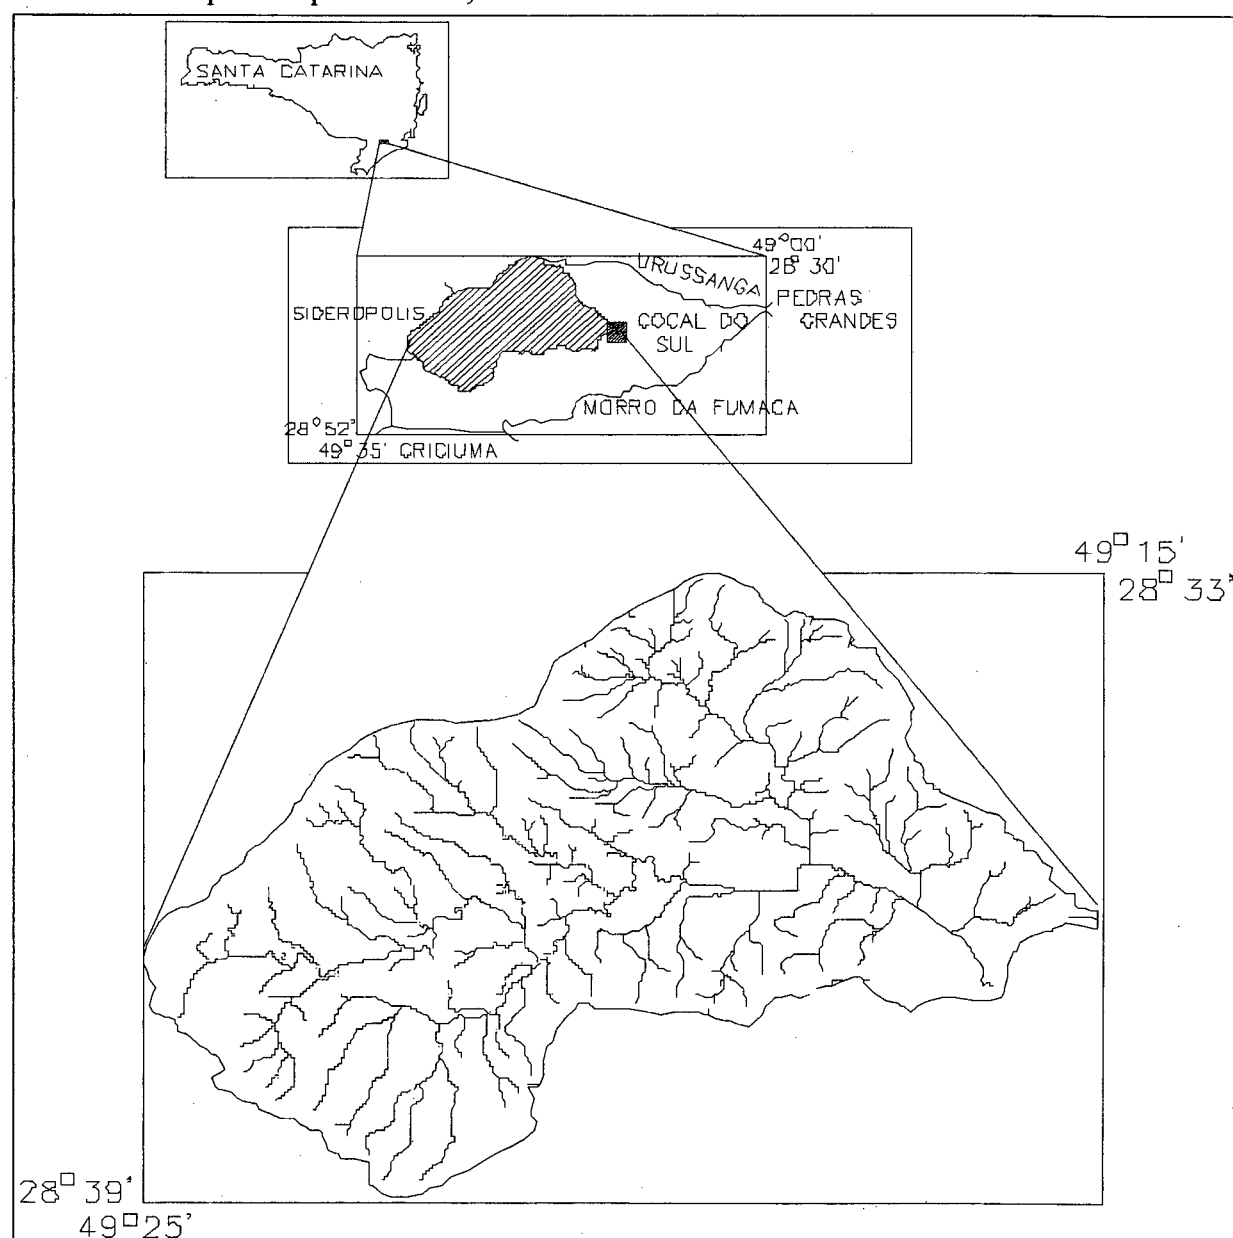 SANTA CATARINA
49° 00'
28° 30'
URUSSANGA
PEDRAS
GRANDES
SIDEROPOLIS
COCAL DO
SUL
MORRO DA FUMACA
28° 52'
49° 35' CRICIUMA
49° 15'
28° 33'
28° 39'
49° 25'